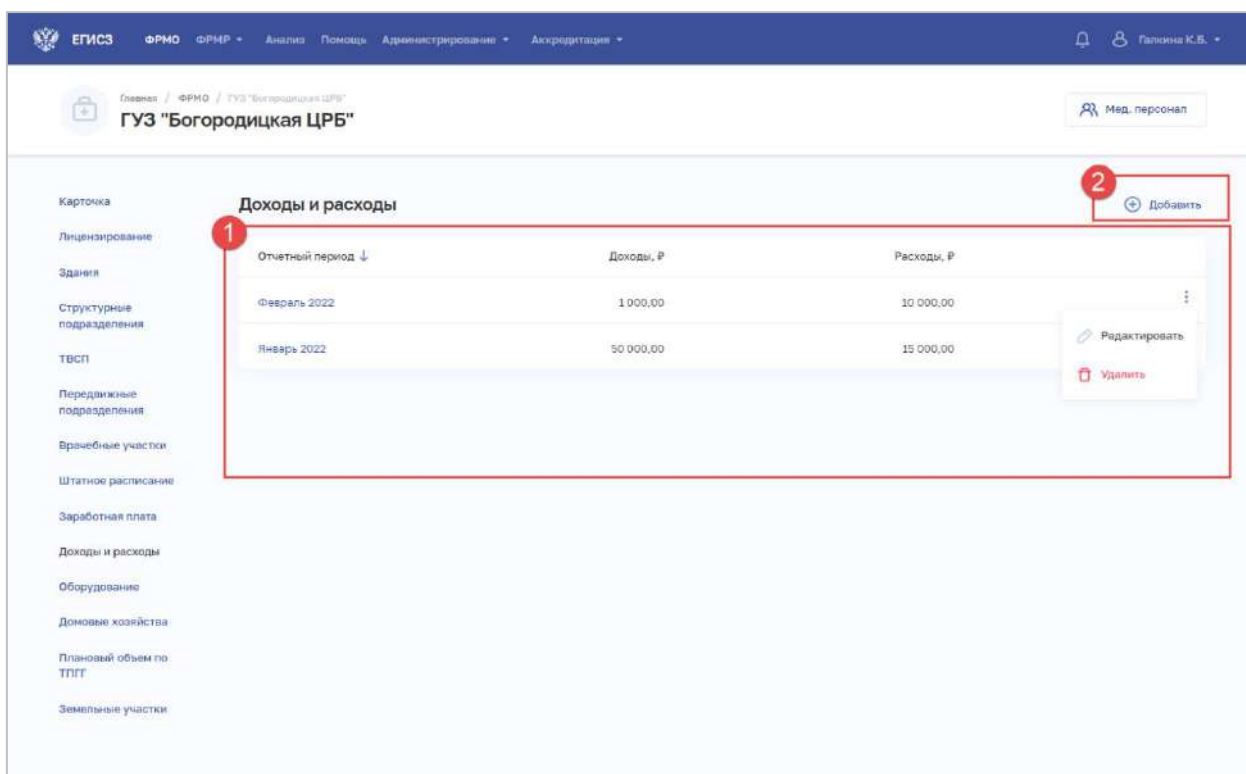 ЕГИСЗ ФРМО ФРМР Анализ Помощь Администрирование Аккредитация Галкина К.Б.
Главная / ФРМО / ГУЗ "Богородицкая ЦРБ"
ГУЗ "Богородицкая ЦРБ"
Мед. персонал
Карточка
Лицензирование
Здания
Структурные
подразделения
ТВСП
Передвижные
подразделения
Врачебные участки
Штатное расписание
Заработная плата
Доходы и расходы
Оборудование
Домовые хозяйства
Плановый объем по
ТПГГ
Земельные участки
Доходы и расходы
2
Добавить
1
Отчетный период ↓ Доходы, ₽ Расходы, ₽
Февраль 2022 1 000,00 10 000,00
Январь 2022 50 000,00 15 000,00
Редактировать
Удалить